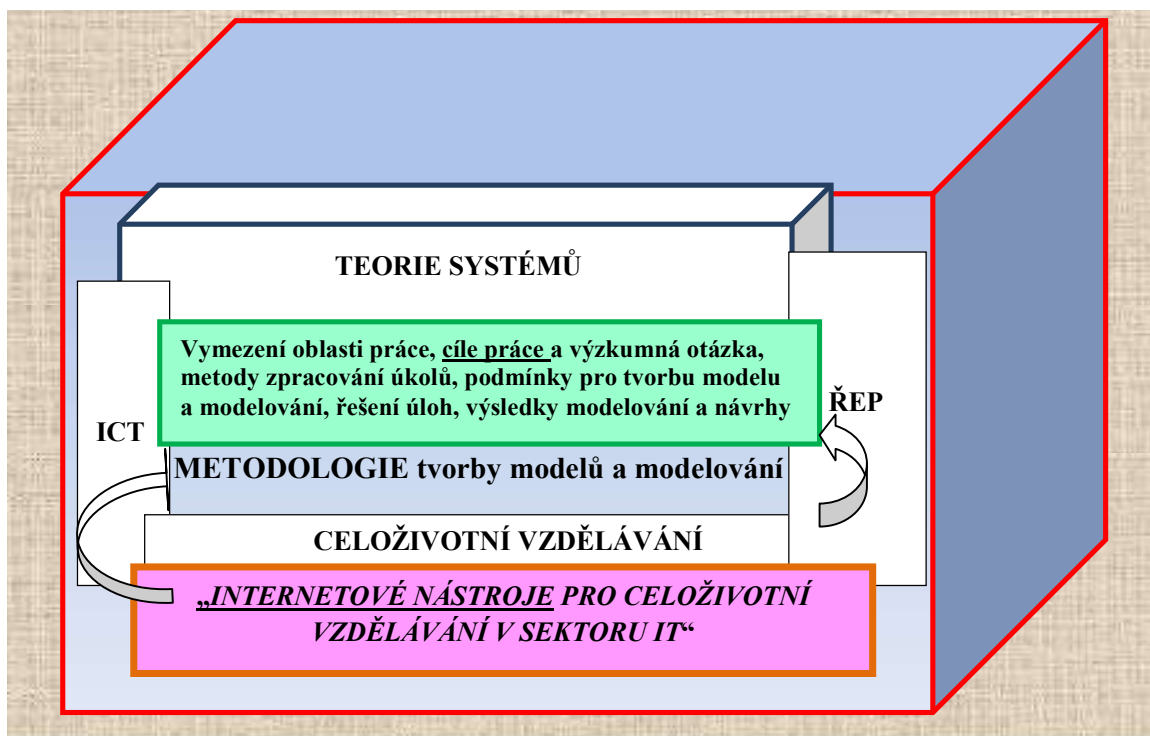 TEORIE SYSTÉMŮ
Vymezení oblasti práce, cíle práce a výzkumná otázka,
metody zpracování úkolů, podmínky pro tvorbu modelu
a modelování, řešení úloh, výsledky modelování a návrhy
ICT
ŘEP
METODOLOGIE tvorby modelů a modelování
CELOŽIVOTNÍ VZDĚLÁVÁNÍ
„INTERNETOVÉ NÁSTROJE PRO CELOŽIVOTNÍ
VZDĚLÁVÁNÍ V SEKTORU IT“